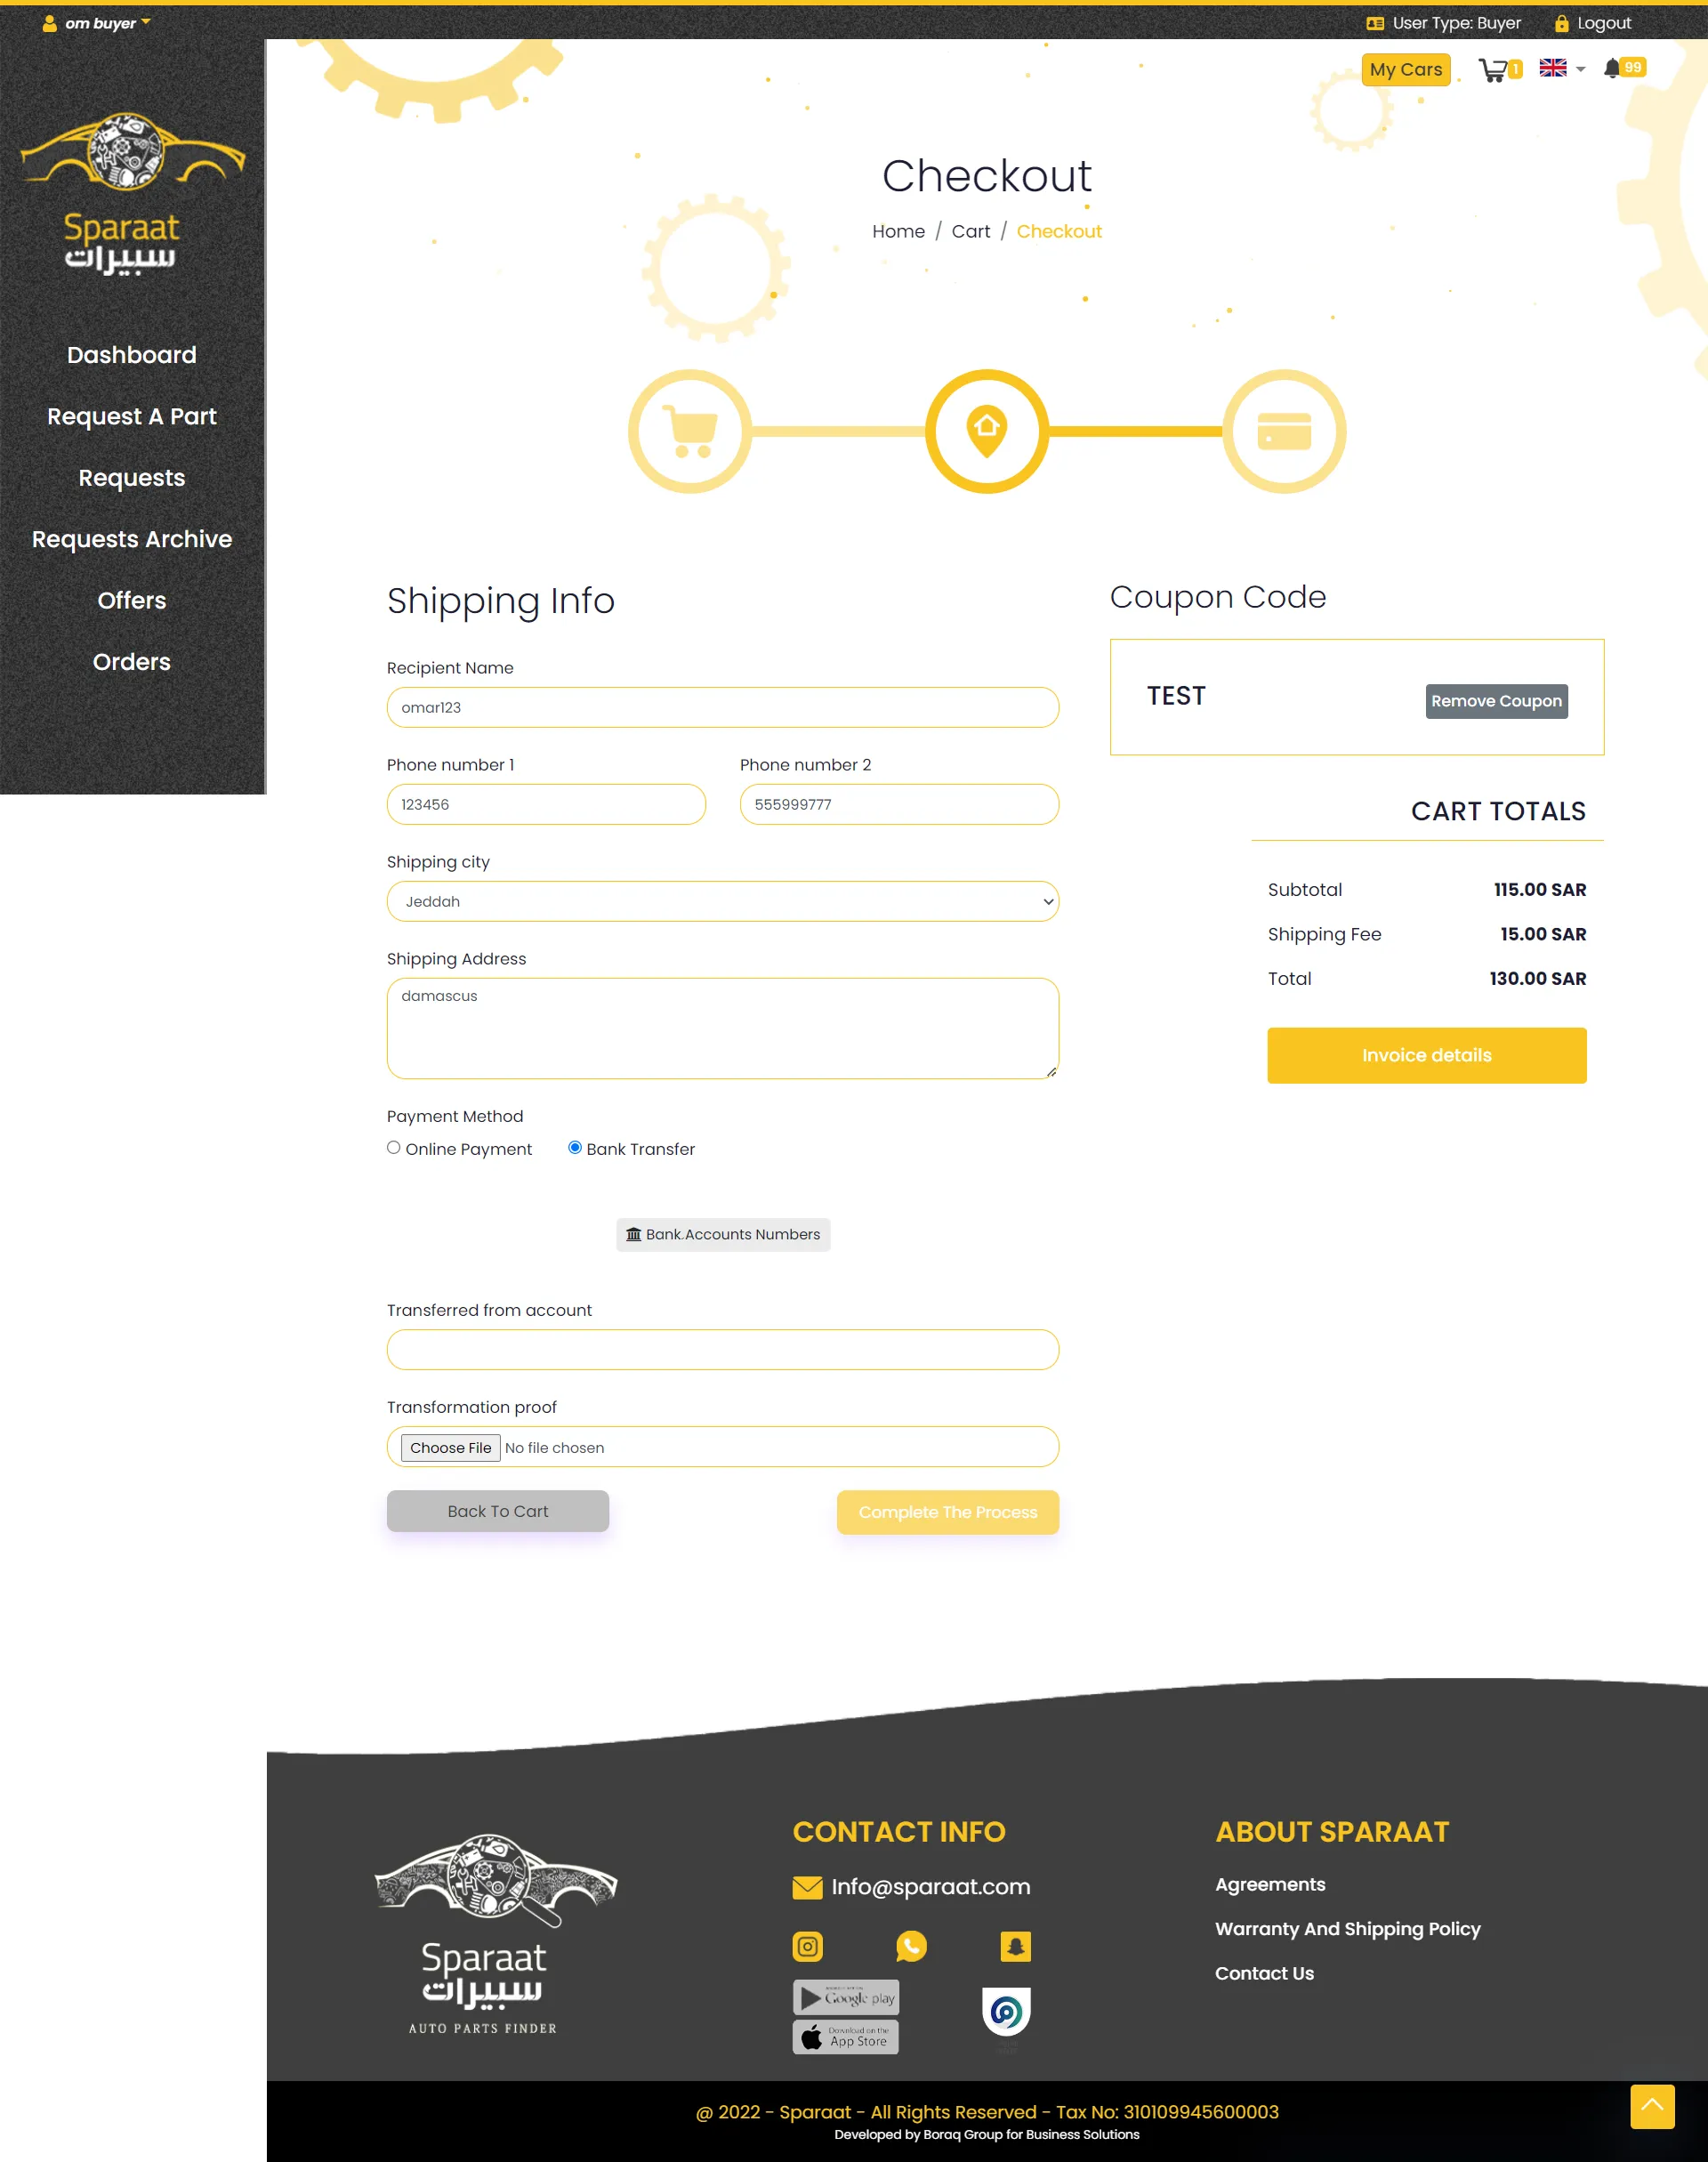 om buyer
User Type: Buyer
Logout
My Cars
1
99
Sparaat
سبيرات
Dashboard
Request A Part
Requests
Requests Archive
Offers
Orders
Checkout
Home / Cart / Checkout
Shipping Info
Recipient Name
omar123
Phone number 1
Phone number 2
123456
555999777
Shipping city
Jeddah
Shipping Address
damascus
Payment Method
Online Payment
Bank Transfer
Bank.Accounts Numbers
Transferred from account
Transformation proof
Choose File No file chosen
Back To Cart
Complete The Process
Coupon Code
TEST
Remove Coupon
CART TOTALS
Subtotal 115.00 SAR
Shipping Fee 15.00 SAR
Total 130.00 SAR
Invoice details
Sparaat
سبيرات
AUTO PARTS FINDER
CONTACT INFO
Info@sparaat.com
Google play
Download on the
App Store
ABOUT SPARAAT
Agreements
Warranty And Shipping Policy
Contact Us
@ 2022 - Sparaat - All Rights Reserved - Tax No: 310109945600003
Developed by Boraq Group for Business Solutions